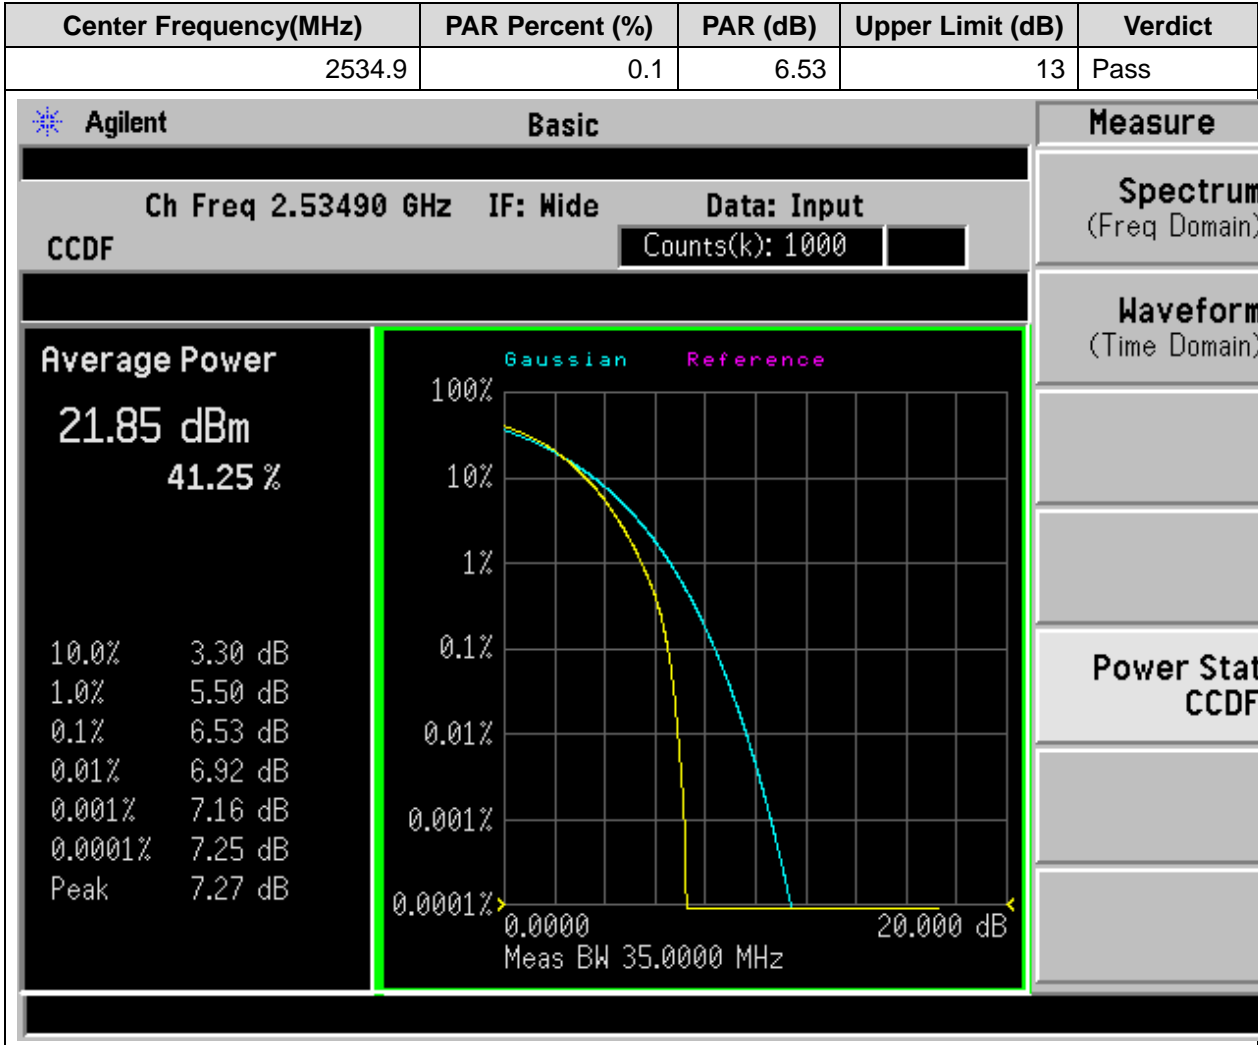 Center Frequency(MHz) PAR Percent (%) PAR (dB) Upper Limit (dB) Verdict
2534.9 0.1 6.53 13 Pass
Agilent Basic Measure
Ch Freq 2.53490 GHz IF: Wide Data: Input
CCDF Counts(k): 1000
Average Power
21.85 dBm
41.25 %
10.0% 3.30 dB
1.0% 5.50 dB
0.1% 6.53 dB
0.01% 6.92 dB
0.001% 7.16 dB
0.0001% 7.25 dB
Peak 7.27 dB
Gaussian Reference
100%
10%
1%
0.1%
0.01%
0.001%
0.0001%
0.0000 20.000 dB
Meas BW 35.0000 MHz
Spectrum
(Freq Domain)
Waveform
(Time Domain)
Power Stat
CCDF